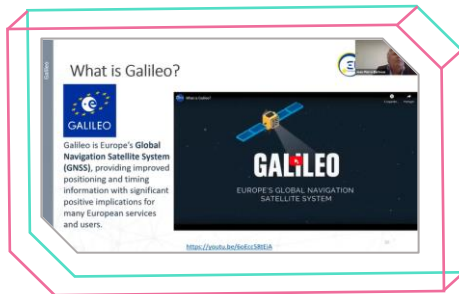 Galileo
What is Galileo?
GALILEO
Galileo is Europe's Global
Navigation Satellite System
(GNSS), providing improved
positioning and timing
information with significant
positive implications for
many European services
and users.
What is Galileo?
GALILEO
EUROPE'S GLOBAL NAVIGATION
SATELLITE SYSTEM